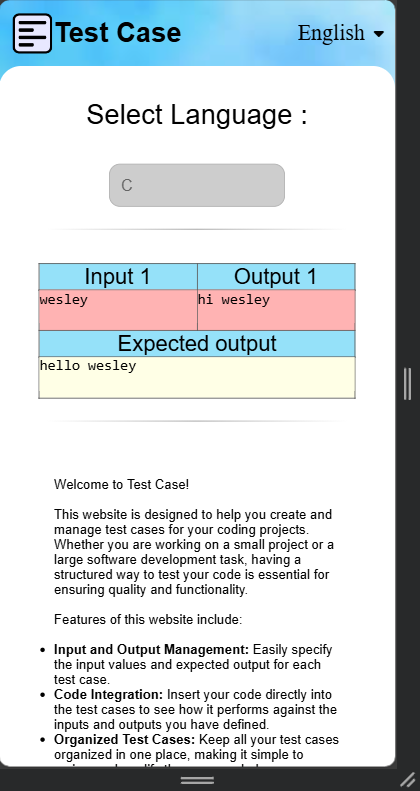 Test Case
English
Select Language :
C
Input 1 Output 1
wesley hi wesley
Expected output
hello wesley
Welcome to Test Case!
This website is designed to help you create and
manage test cases for your coding projects.
Whether you are working on a small project or a
large software development task, having a
structured way to test your code is essential for
ensuring quality and functionality.
Features of this website include:
• Input and Output Management: Easily specify
the input values and expected output for each
test case.
• Code Integration: Insert your code directly into
the test cases to see how it performs against the
inputs and outputs you have defined.
• Organized Test Cases: Keep all your test cases
organized in one place, making it simple to